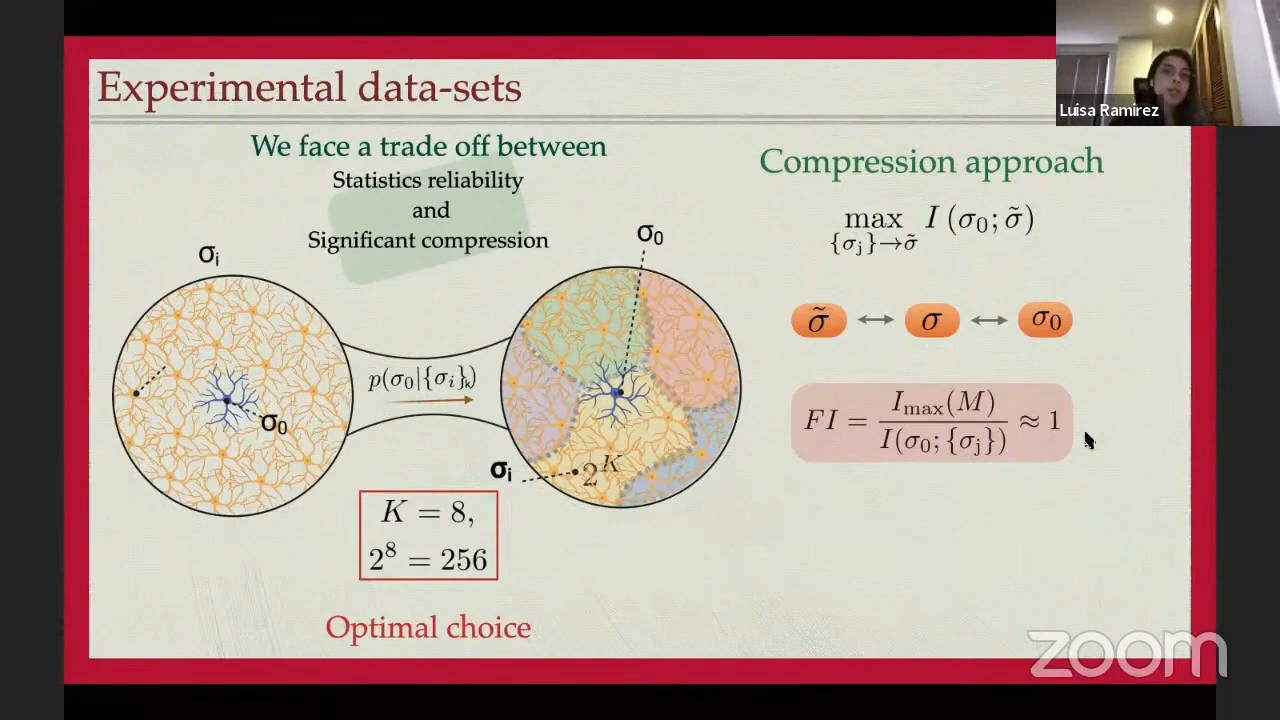 Experimental data-sets
Luisa Ramirez
We face a trade off between
Statistics reliability
and
Significant compression
σi
σ0
p(σ0|{σi}k)
σ0
σi
2^K
K = 8,
2^8 = 256
Optimal choice
Compression approach
max I (σ0; σ̃)
{σj}→σ̃
σ̃ ↔ σ ↔ σ0
FI = Imax(M) / I(σ0; {σj}) ≈ 1
zoom